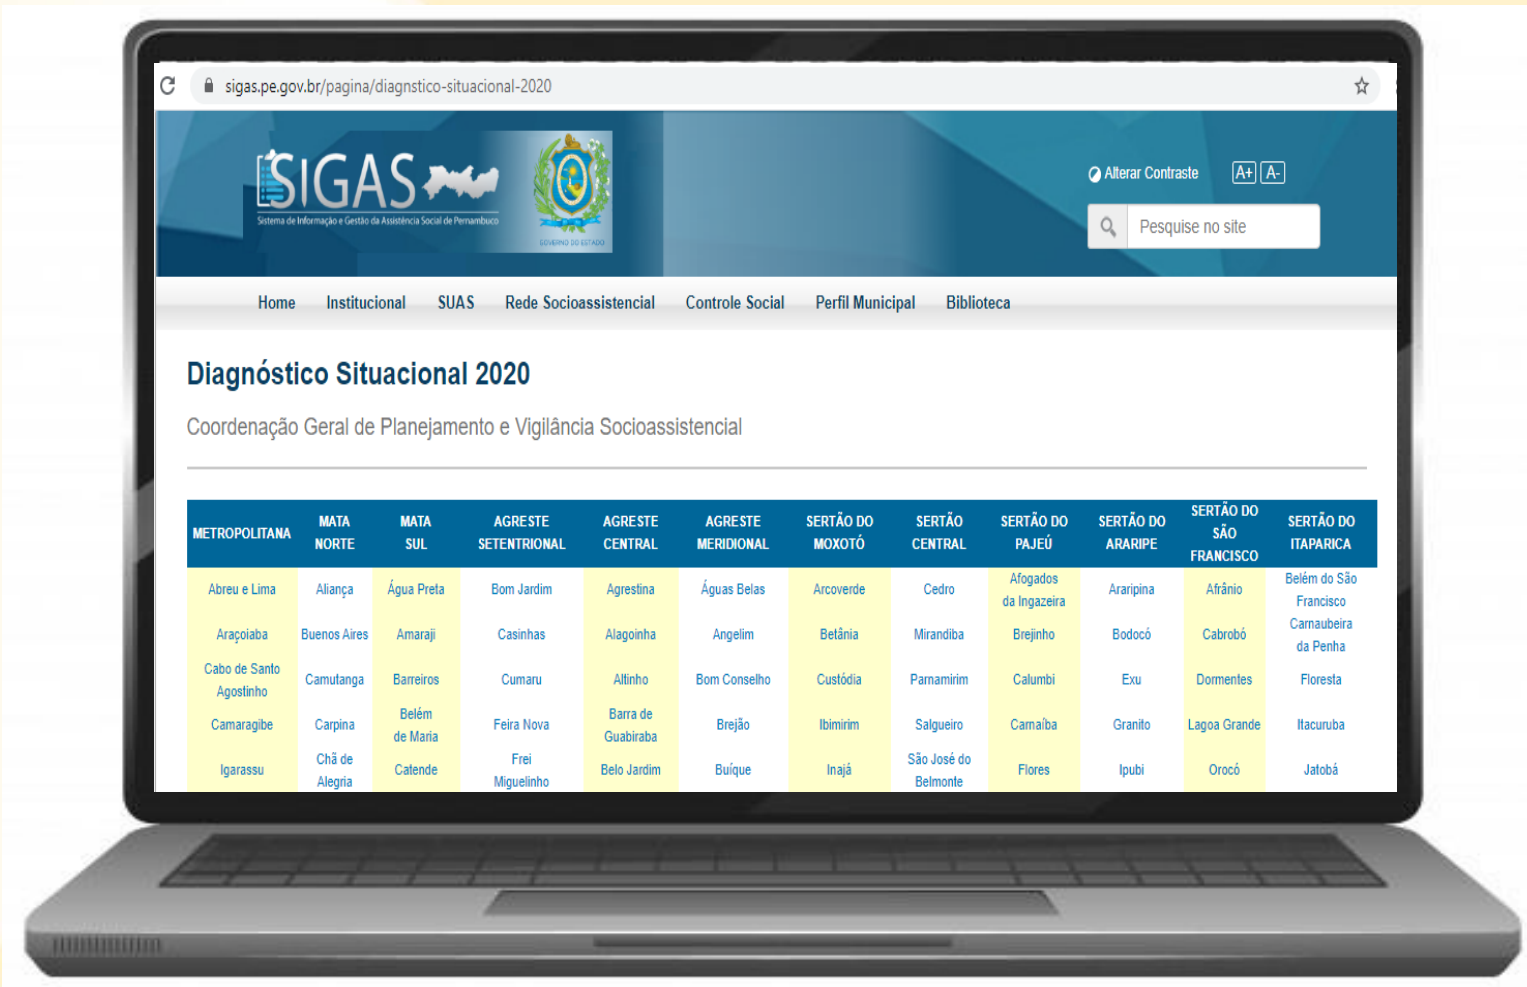 sigas.pe.gov.br/pagina/diagnstico-situacional-2020
SIGAS
Sistema de Informação e Gestão da Assistência Social de Pernambuco
GOVERNO DO ESTADO
Alterar Contraste A+ A-
Pesquise no site
Home Institucional SUAS Rede Socioassistencial Controle Social Perfil Municipal Biblioteca
Diagnóstico Situacional 2020
Coordenação Geral de Planejamento e Vigilância Socioassistencial
METROPOLITANA MATA NORTE MATA SUL AGRESTE SETENTRIONAL AGRESTE CENTRAL AGRESTE MERIDIONAL SERTÃO DO MOXOTÓ SERTÃO CENTRAL SERTÃO DO PAJEÚ SERTÃO DO ARARIPE SERTÃO DO SÃO FRANCISCO SERTÃO DO ITAPARICA
Abreu e Lima Aliança Água Preta Bom Jardim Agrestina Águas Belas Arcoverde Cedro Afogados da Ingazeira Araripina Afrânio Belém do São Francisco
Araçoiaba Buenos Aires Amaraji Casinhas Alagoinha Angelim Betânia Mirandiba Brejinho Bodocó Cabrobó Carnaubeira da Penha
Cabo de Santo Agostinho Camutanga Barreiros Cumaru Altinho Bom Conselho Custódia Parnamirim Calumbi Exu Dormentes Floresta
Camaragibe Carpina Belém de Maria Feira Nova Barra de Guabiraba Brejão Ibimirim Salgueiro Carnaíba Granito Lagoa Grande Itacuruba
Igarassu Chã de Alegria Catende Frei Miguelinho Belo Jardim Buíque Inajá São José do Belmonte Flores Ipubi Orocó Jatobá